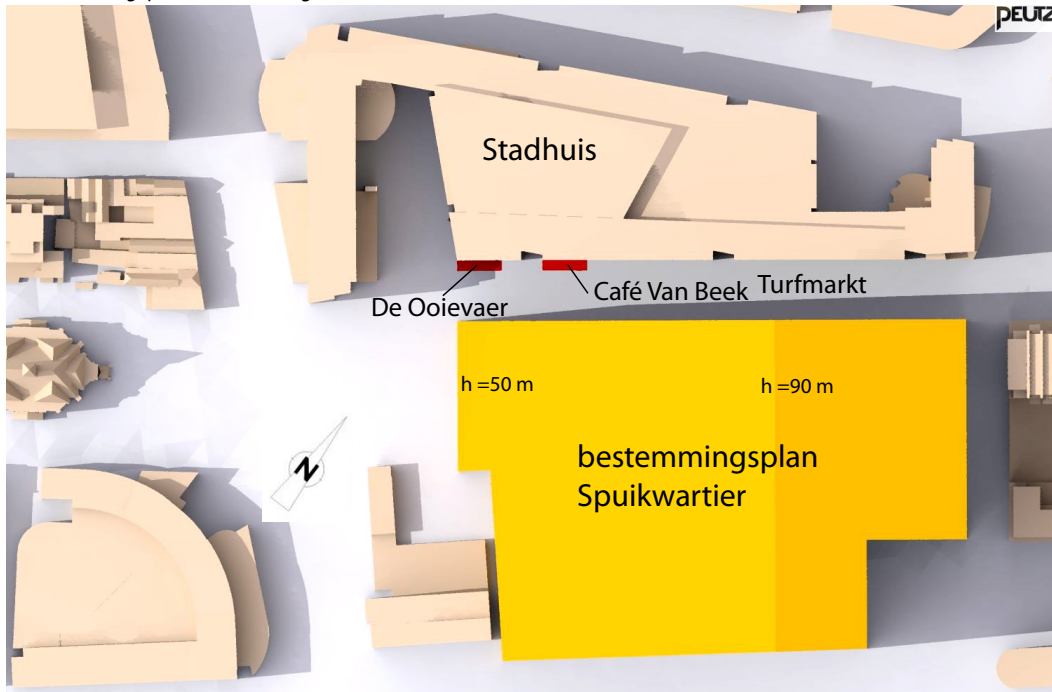 PEUTZ
Stadhuis
De Ooievaer
Café Van Beek
Turfmarkt
h =50 m
h =90 m
bestemmingsplan
Spuikwartier
N